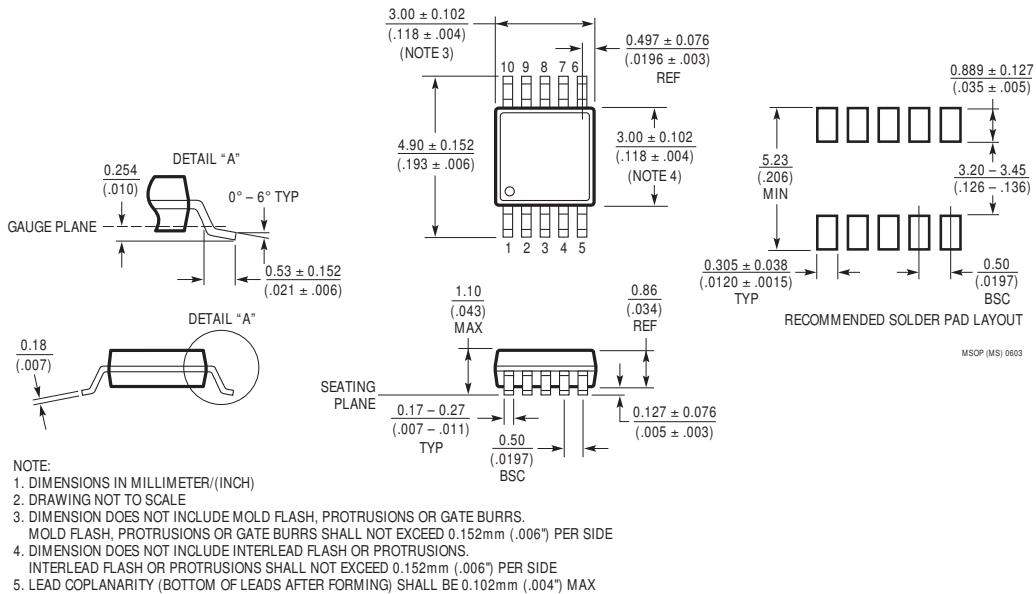 3.00 ± 0.102
(.118 ± .004)
(NOTE 3)
0.497 ± 0.076
(.0196 ± .003)
REF
10 9 8 7 6
4.90 ± 0.152
(.193 ± .006)
3.00 ± 0.102
(.118 ± .004)
(NOTE 4)
1 2 3 4 5
0.889 ± 0.127
(.035 ± .005)
5.23
(.206)
MIN
3.20 – 3.45
(.126 – .136)
0.305 ± 0.038
(.0120 ± .0015)
TYP
0.50
(.0197)
BSC
RECOMMENDED SOLDER PAD LAYOUT
MSOP (MS) 0603
DETAIL “A”
0.254
(.010)
0° – 6° TYP
GAUGE PLANE
0.53 ± 0.152
(.021 ± .006)
DETAIL “A”
0.18
(.007)
1.10
(.043)
MAX
0.86
(.034)
REF
SEATING
PLANE
0.17 – 0.27
(.007 – .011)
TYP
0.50
(.0197)
BSC
0.127 ± 0.076
(.005 ± .003)
NOTE:
1. DIMENSIONS IN MILLIMETER/(INCH)
2. DRAWING NOT TO SCALE
3. DIMENSION DOES NOT INCLUDE MOLD FLASH, PROTRUSIONS OR GATE BURRS.
MOLD FLASH, PROTRUSIONS OR GATE BURRS SHALL NOT EXCEED 0.152mm (.006") PER SIDE
4. DIMENSION DOES NOT INCLUDE INTERLEAD FLASH OR PROTRUSIONS.
INTERLEAD FLASH OR PROTRUSIONS SHALL NOT EXCEED 0.152mm (.006") PER SIDE
5. LEAD COPLANARITY (BOTTOM OF LEADS AFTER FORMING) SHALL BE 0.102mm (.004") MAX